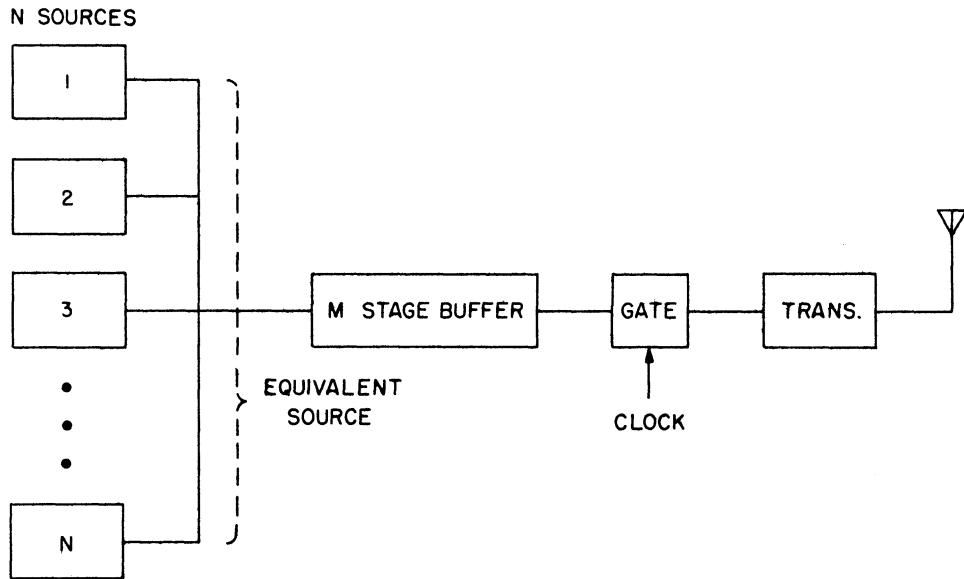 N SOURCES
1
2
3
N
EQUIVALENT
SOURCE
M STAGE BUFFER
GATE
CLOCK
TRANS.